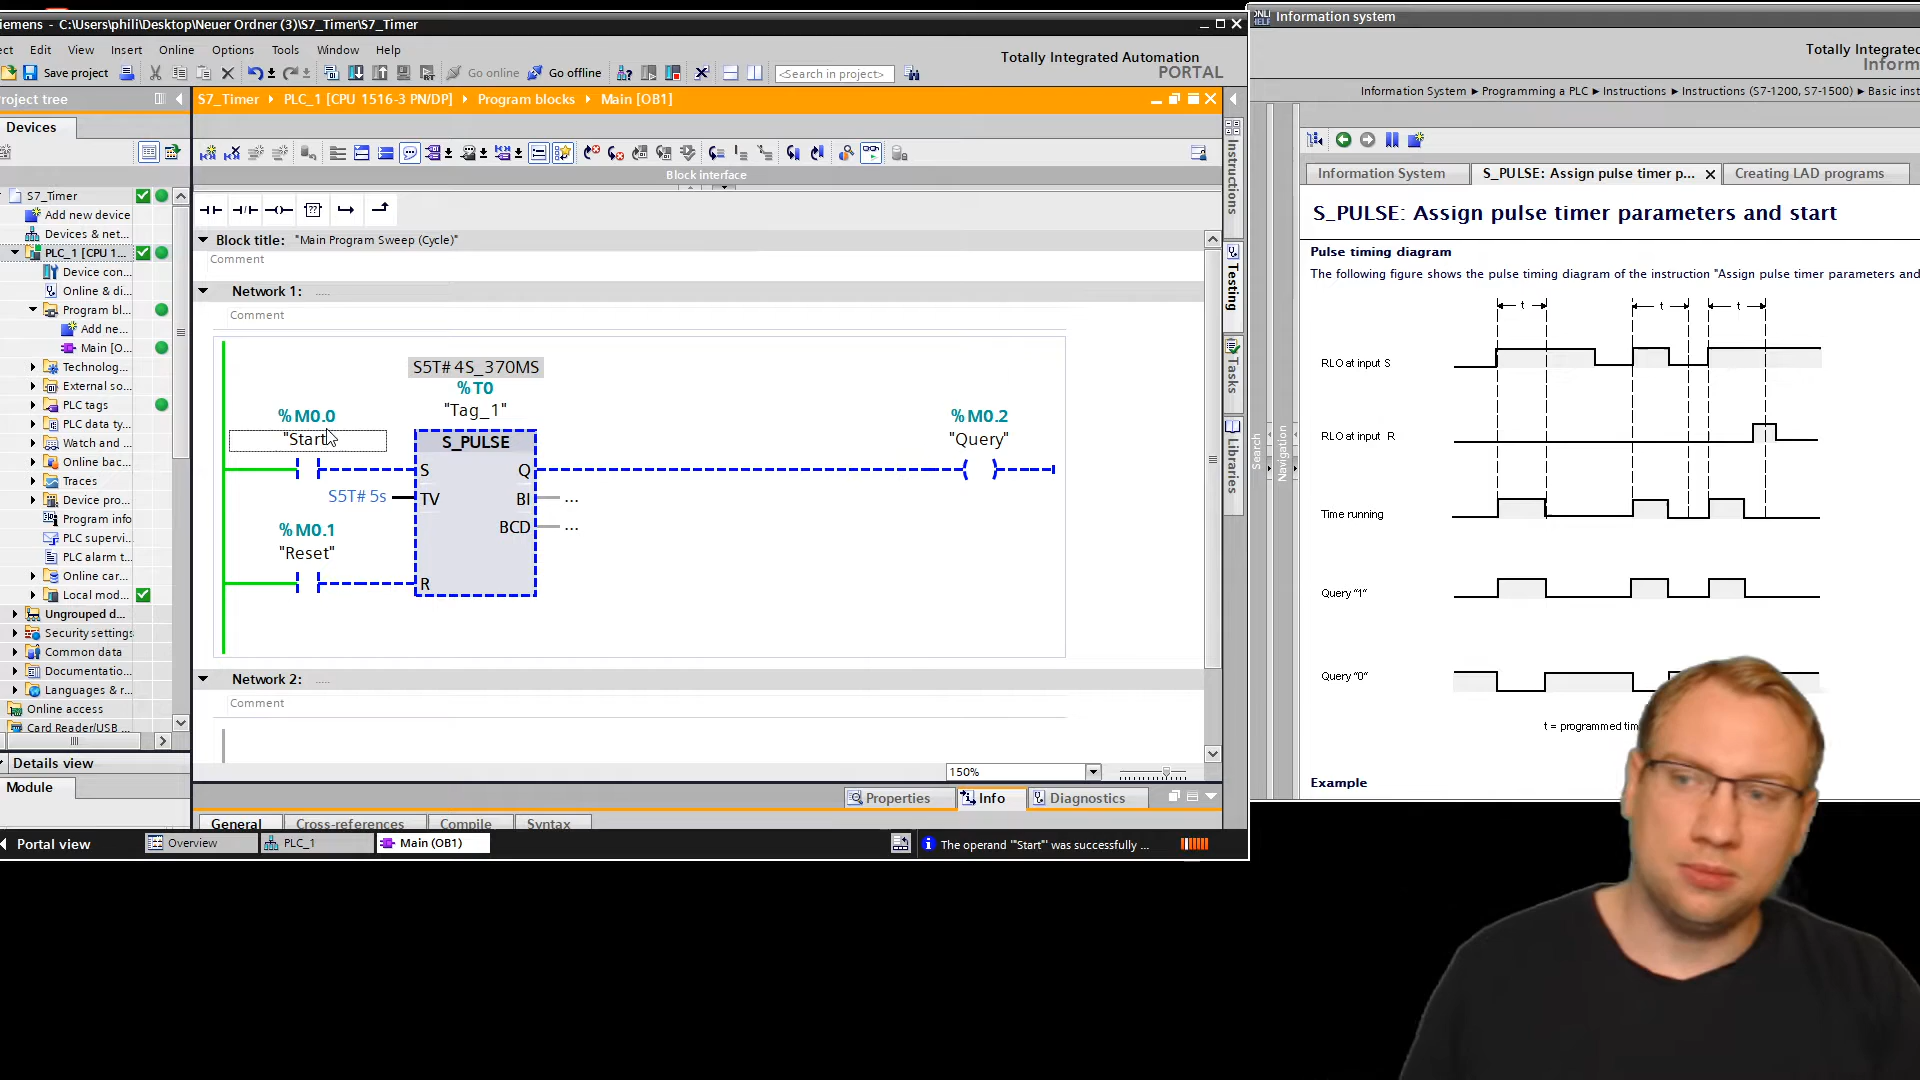 iemens - C:\Users\phili\Desktop\Neuer Ordner (3)\S7_Timer\S7_Timer
ect Edit View Insert Online Options Tools Window Help
Totally Integrated Automation
PORTAL
Save project
Go online
Go offline
<Search in project>
roject tree
Devices
S7_Timer
Add new device
Devices & net...
PLC_1 [CPU 1...
Device con...
Online & di...
Program bl...
Add ne...
Main [O...
Technolog...
External so...
PLC tags
PLC data ty...
Watch and ...
Online bac...
Traces
Device pro...
Program info
PLC supervi...
PLC alarm t...
Online car...
Local mod...
Ungrouped d...
Security settings
Common data
Documentatio...
Languages & r...
Online access
Card Reader/USB ...
Details view
Module
S7_Timer PLC_1 [CPU 1516-3 PN/DP] Program blocks Main [OB1]
Block interface
Block title: "Main Program Sweep (Cycle)"
Comment
Network 1: .....
Comment
S5T#4S_370MS
%T0
"Tag_1"
%M0.0
"Start
S_PULSE
%M0.2
"Query"
S Q
S5T#5s TV BI ...
BCD ...
%M0.1
"Reset"
R
Network 2: .....
Comment
150%
Properties Info Diagnostics
General Cross-references Compile Syntax
Portal view Overview PLC_1 Main (OB1)
The operand '"Start"' was successfully ...
Instructions
Testing
Tasks
Libraries
Information system
Totally Integrated
Inform
Information System Programming a PLC Instructions Instructions (S7-1200, S7-1500) Basic inst
Search
Navigation
Information System S_PULSE: Assign pulse timer p... Creating LAD programs
S_PULSE: Assign pulse timer parameters and start
Pulse timing diagram
The following figure shows the pulse timing diagram of the instruction "Assign pulse timer parameters and
t t t
RLO at input S
RLO at input R
Time running
Query "1"
Query "0"
t = programmed tim
Example